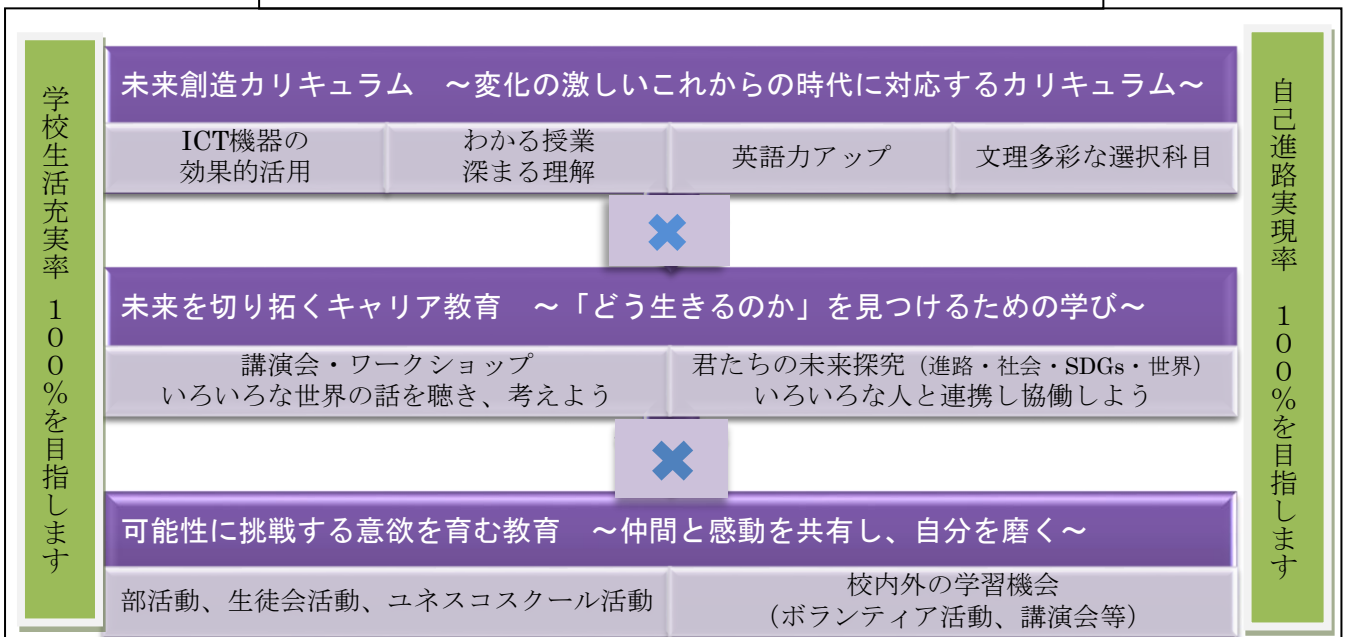 学校生活充実率 100%を目指します
未来創造カリキュラム　～変化の激しいこれからの時代に対応するカリキュラム～
ICT機器の
効果的活用
わかる授業
深まる理解
英語力アップ
文理多彩な選択科目
未来を切り拓くキャリア教育　～「どう生きるのか」を見つけるための学び～
講演会・ワークショップ
いろいろな世界の話を聴き、考えよう
君たちの未来探究（進路・社会・SDGs・世界）
いろいろな人と連携し協働しよう
可能性に挑戦する意欲を育む教育　～仲間と感動を共有し、自分を磨く～
部活動、生徒会活動、ユネスコスクール活動
校内外の学習機会
（ボランティア活動、講演会等）
自己進路実現率　100%を目指します